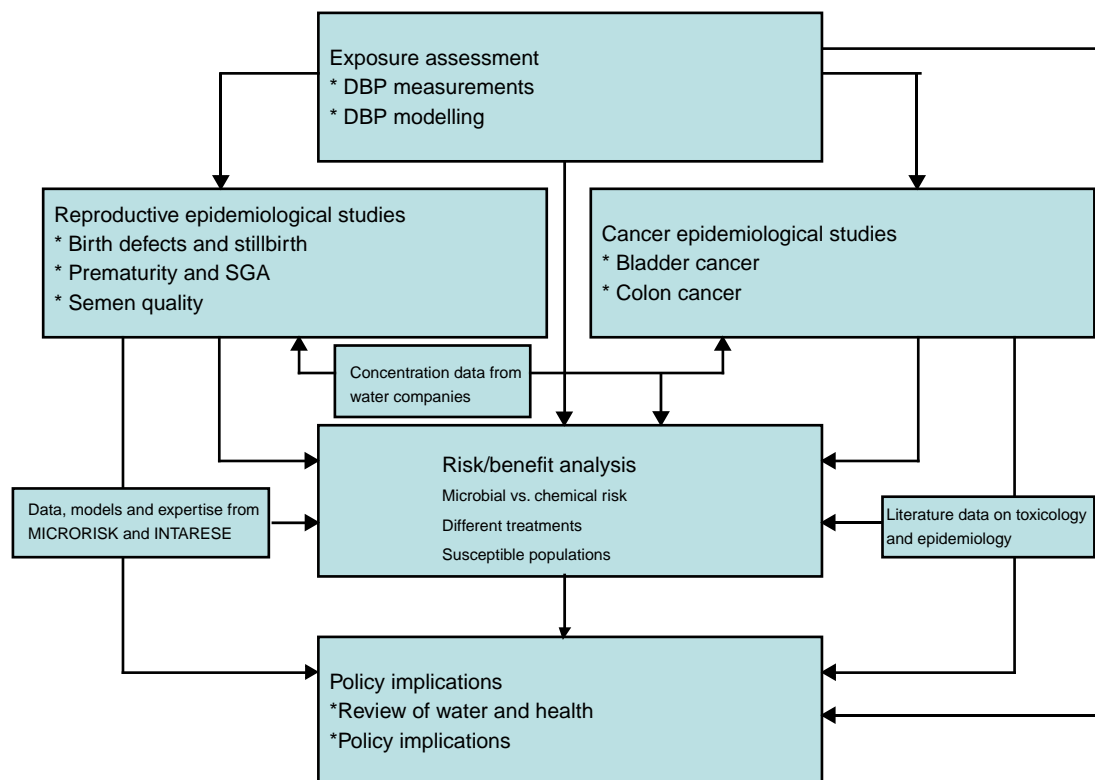 Exposure assessment
* DBP measurements
* DBP modelling
Reproductive epidemiological studies
* Birth defects and stillbirth
* Prematurity and SGA
* Semen quality
Cancer epidemiological studies
* Bladder cancer
* Colon cancer
Concentration data from
water companies
Risk/benefit analysis
Microbial vs. chemical risk
Different treatments
Susceptible populations
Data, models and expertise from
MICRORISK and INTARESE
Literature data on toxicology
and epidemiology
Policy implications
*Review of water and health
*Policy implications